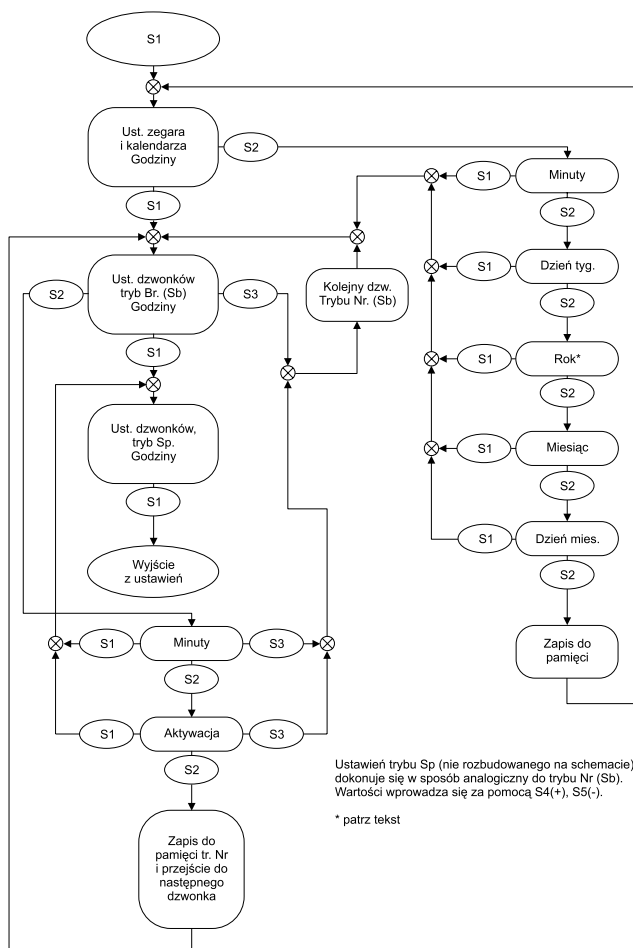 S1
Ust. zegara
i kalendarza
Godziny
S2
S1
Minuty
S1
S2
Ust. dzwonków
tryb Br. (Sb)
Godziny
S2
S3
Kolejny dzw.
Trybu Nr. (Sb)
S1
Dzień tyg.
S2
S1
S1
Rok*
S2
Ust. dzwonków,
tryb Sp.
Godziny
S1
Miesiąc
S1
S2
S1
Dzień mies.
S2
Wyjście
z ustawień
S1
Minuty
S3
S2
Zapis do
pamięci
S1
Aktywacja
S3
S2
Ustawień trybu Sp (nie rozbudowanego na schemacie)
dokonuje się w sposób analogiczny do trybu Nr (Sb).
Wartości wprowadza się za pomocą S4(+), S5(-).
* patrz tekst
Zapis do
pamięci tr. Nr
i przejście do
następnego
dzwonka